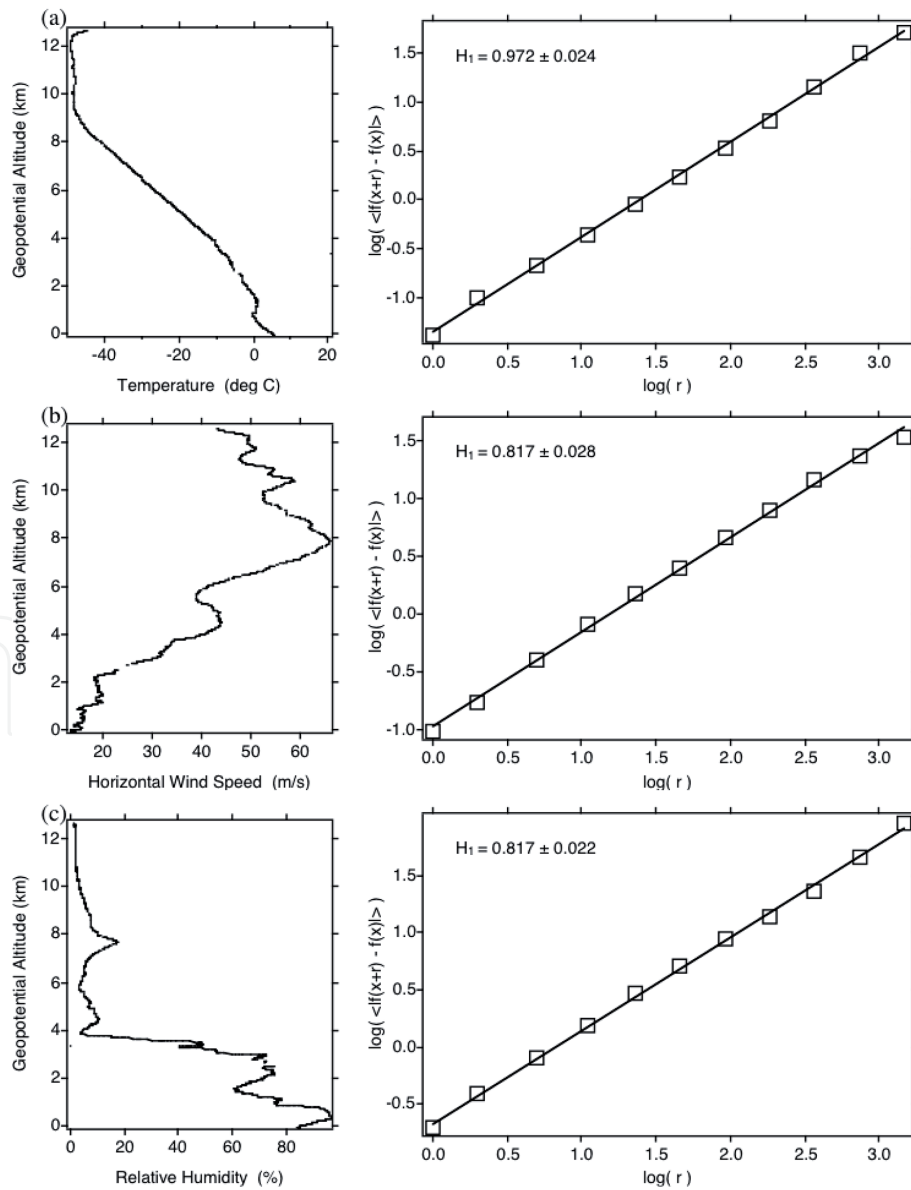 (a)
12
10
8
6
4
2
0
Geopotential Altitude (km)
-40 -20 0 20
Temperature (deg C)
H₁ = 0.972 ± 0.024
1.5
1.0
0.5
0.0
-0.5
-1.0
log( <|f(x+r) - f(x)|> )
0.0 0.5 1.0 1.5 2.0 2.5 3.0
log( r )
(b)
12
10
8
6
4
2
0
Geopotential Altitude (km)
20 30 40 50 60
Horizontal Wind Speed (m/s)
H₁ = 0.817 ± 0.028
1.5
1.0
0.5
0.0
-0.5
-1.0
log( <|f(x+r) - f(x)|> )
0.0 0.5 1.0 1.5 2.0 2.5 3.0
log( r )
(c)
12
10
8
6
4
2
0
Geopotential Altitude (km)
0 20 40 60 80
Relative Humidity (%)
H₁ = 0.817 ± 0.022
1.5
1.0
0.5
0.0
-0.5
log( <|f(x+r) - f(x)|> )
0.0 0.5 1.0 1.5 2.0 2.5 3.0
log( r )